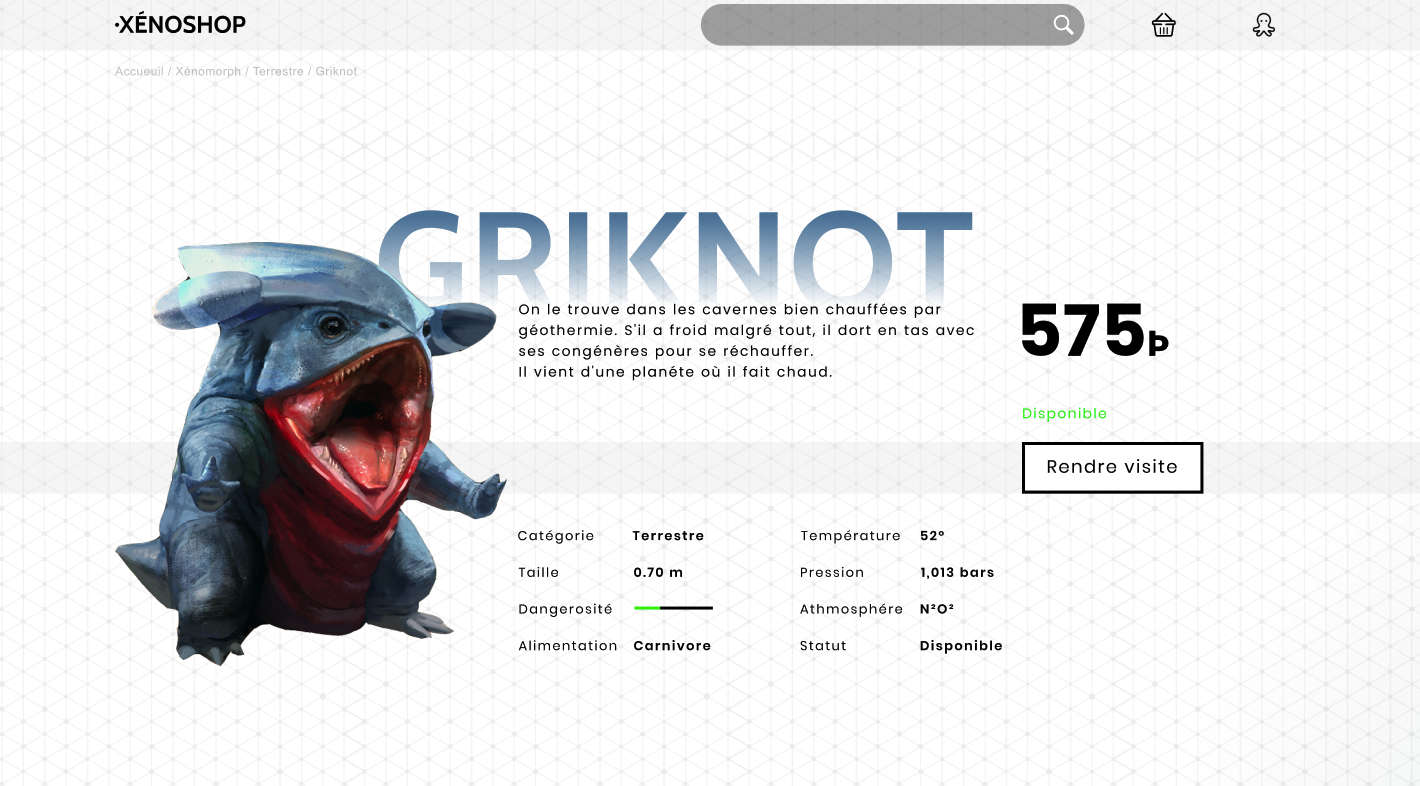 ·XÉNOSHOP
Accueuil / Xénomorph / Terrestre / Griknot
GRIKNOT
On le trouve dans les cavernes bien chauffées par
géothermie. S'il a froid malgré tout, il dort en tas avec
ses congénères pour se réchauffer.
Il vient d'une planéte où il fait chaud.
575Þ
Disponible
Rendre visite
Catégorie Terrestre
Taille 0.70 m
Dangerosité
Alimentation Carnivore
Température 52°
Pression 1,013 bars
Athmosphére N²O²
Statut Disponible